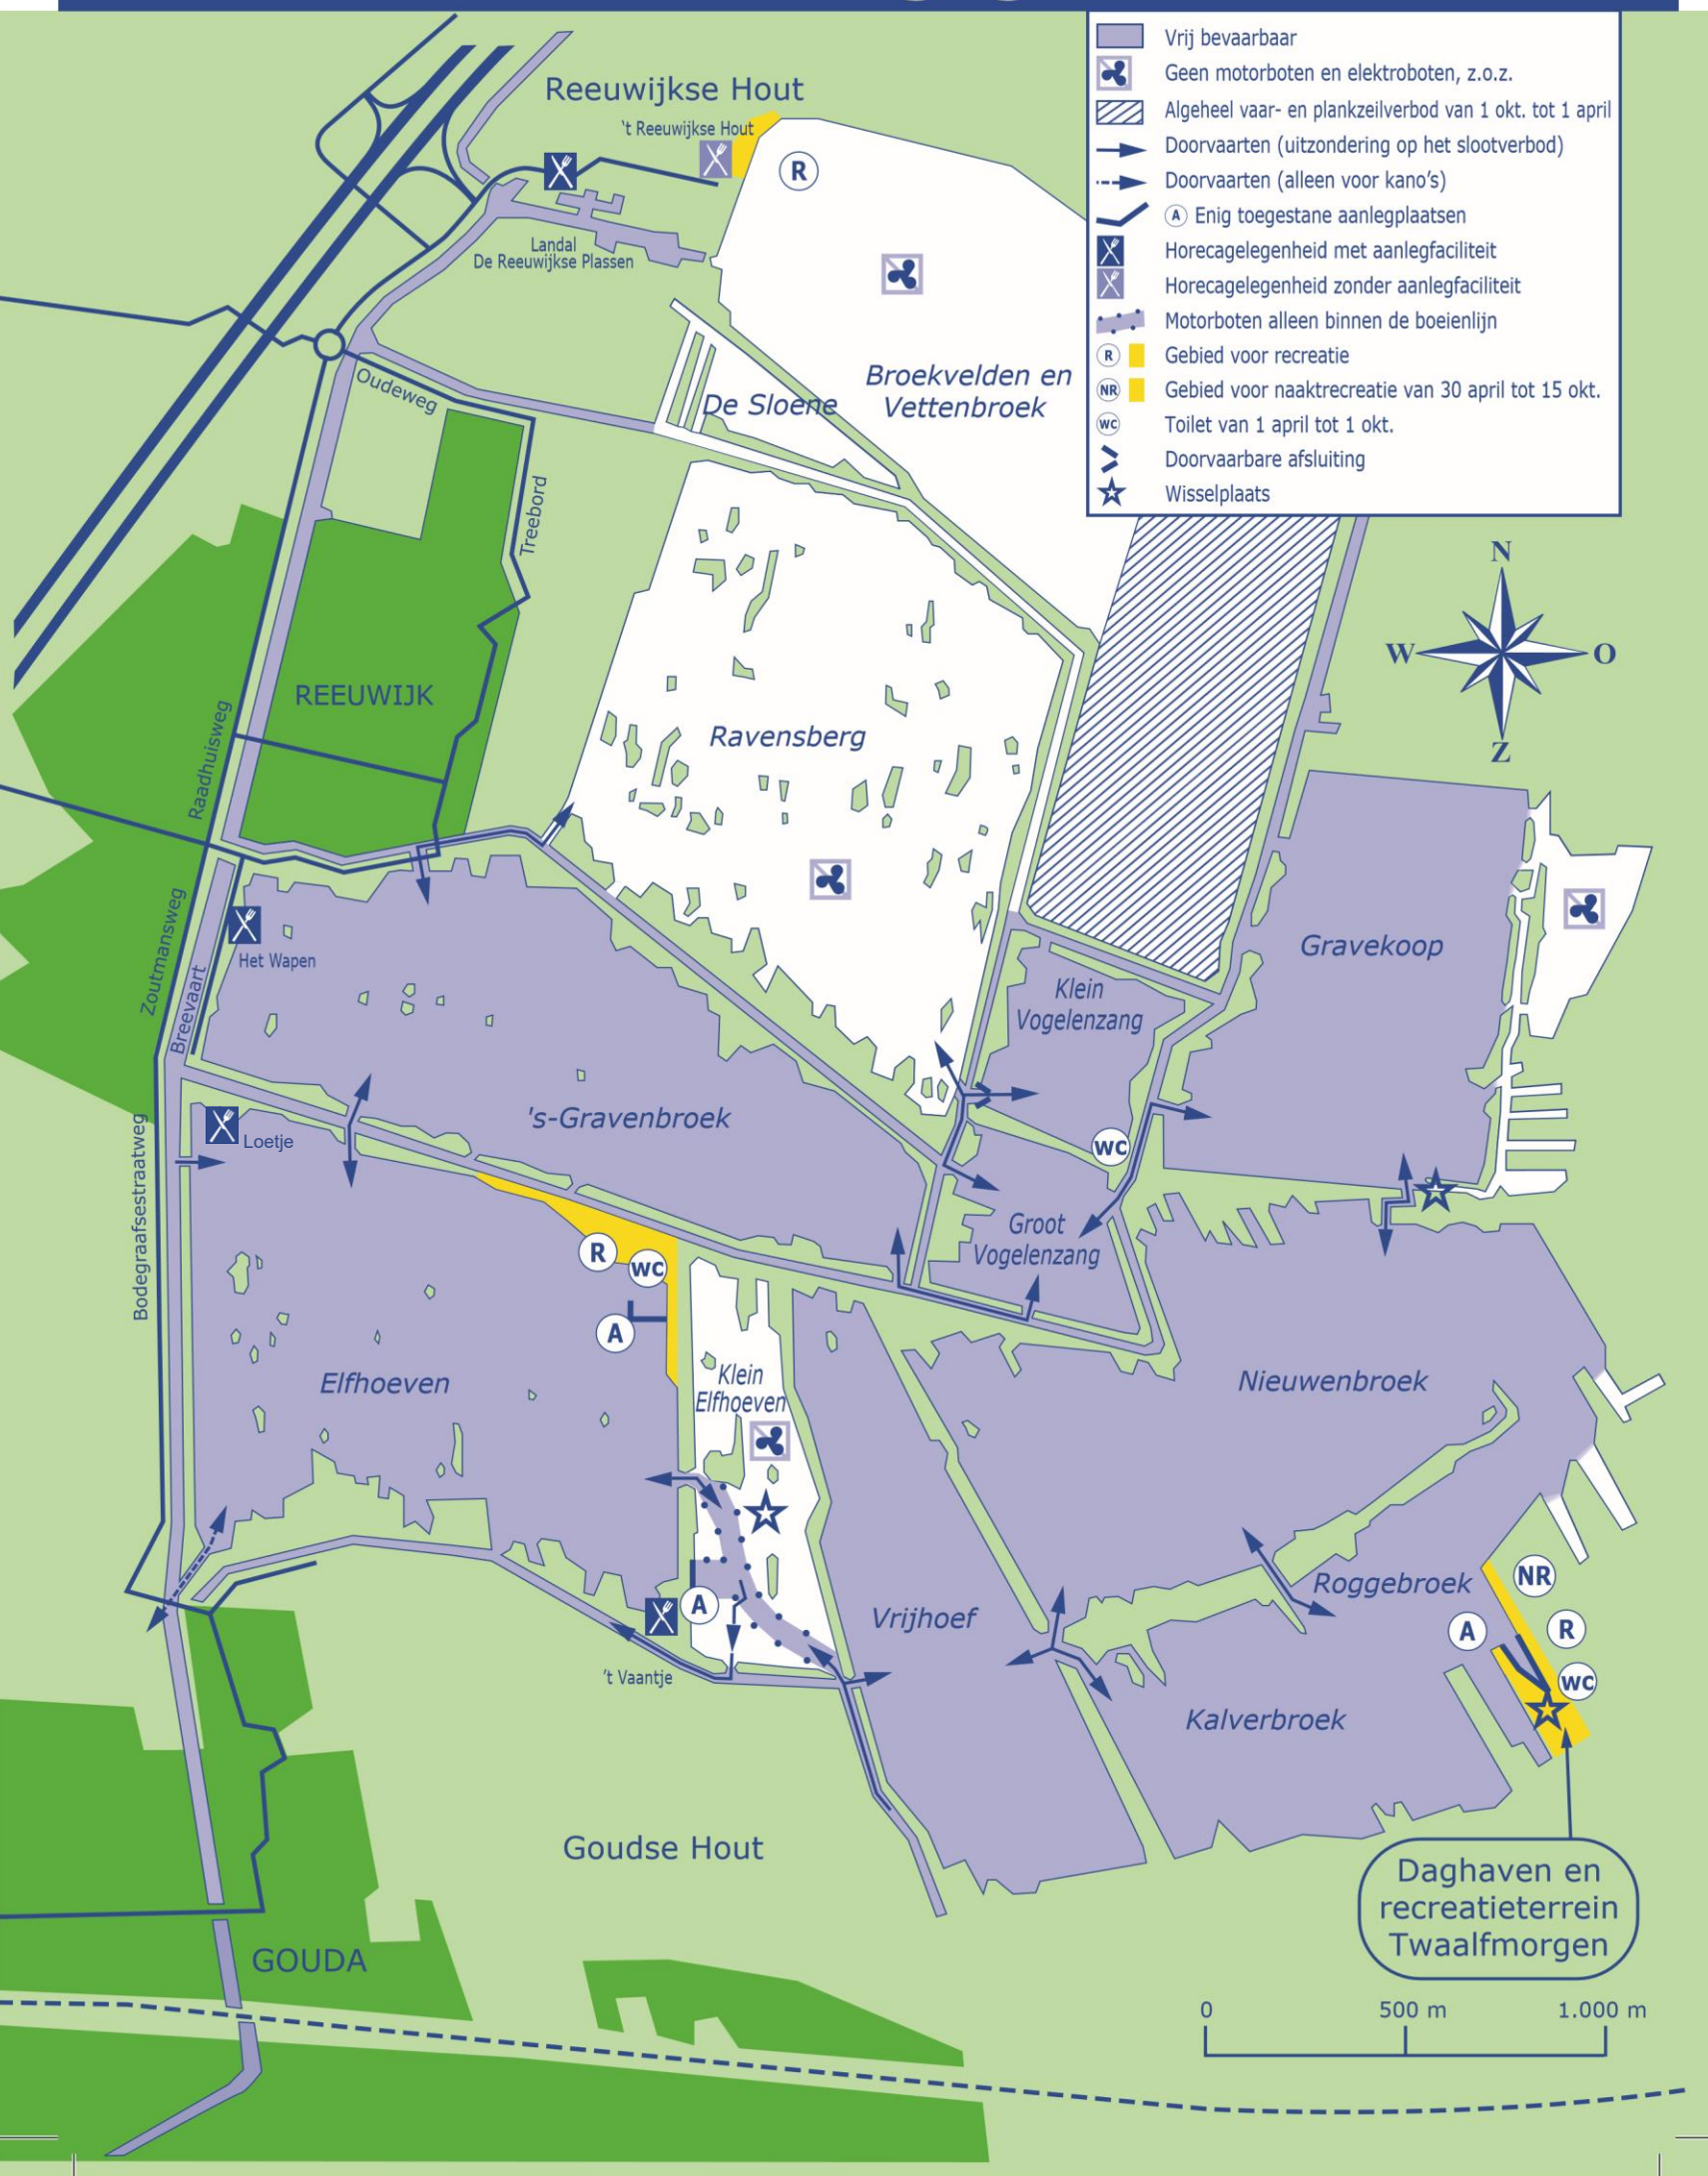 Vrij bevaarbaar
Geen motorboten en elektroboten, z.o.z.
Algeheel vaar- en plankzeilverbod van 1 okt. tot 1 april
Doorvaarten (uitzondering op het slootverbod)
Doorvaarten (alleen voor kano's)
A Enig toegestane aanlegplaatsen
Horecagelegenheid met aanlegfaciliteit
Horecagelegenheid zonder aanlegfaciliteit
Motorboten alleen binnen de boeienlijn
R Gebied voor recreatie
NR Gebied voor naaktrecreatie van 30 april tot 15 okt.
WC Toilet van 1 april tot 1 okt.
Doorvaarbare afsluiting
Wisselplaats
Reeuwijkse Hout
't Reeuwijkse Hout
R
Landal
De Reeuwijkse Plassen
Oudeweg
De Sloene
Broekvelden en
Vettenbroek
Treebord
N
W
O
Z
REEUWIJK
Raadhuisweg
Ravensberg
Zoutmansweg
Breevaart
Het Wapen
Gravekoop
Klein
Vogelenzang
's-Gravenbroek
Loetje
WC
Bodegraafsestraatweg
Groot
Vogelenzang
R
WC
A
Elfhoeven
Klein
Elfhoeven
Nieuwenbroek
Roggebroek
NR
A
R
WC
A
Vrijhoef
't Vaantje
Kalverbroek
Goudse Hout
Daghaven en
recreatieterrein
Twaalfmorgen
GOUDA
0 500 m 1.000 m